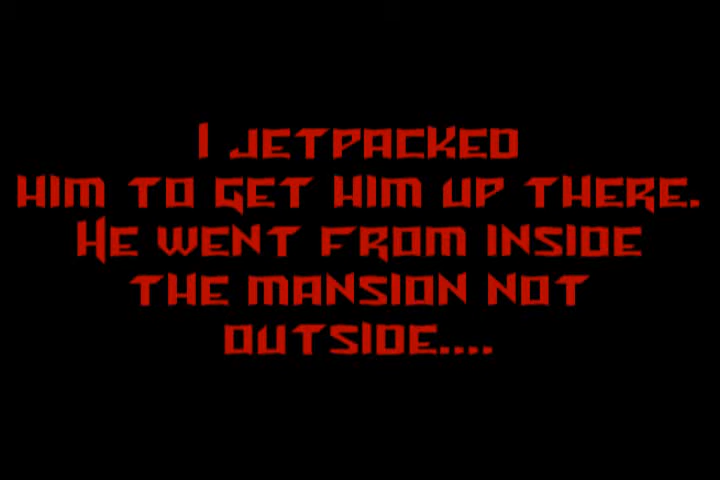 I jetpacked
him to get him up there.
He went from inside
the mansion not
outside....